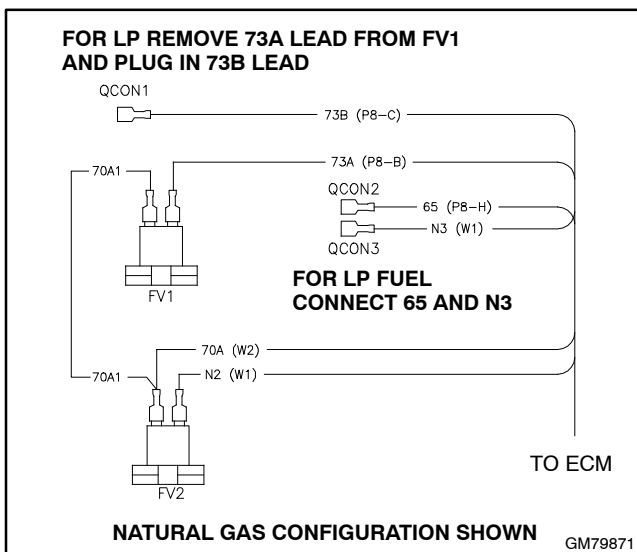 FOR LP REMOVE 73A LEAD FROM FV1
AND PLUG IN 73B LEAD
QCON1
73B (P8-C)
73A (P8-B)
70A1
QCON2
65 (P8-H)
N3 (W1)
QCON3
FV1
FOR LP FUEL
CONNECT 65 AND N3
70A (W2)
70A1
N2 (W1)
FV2
TO ECM
NATURAL GAS CONFIGURATION SHOWN
GM79871